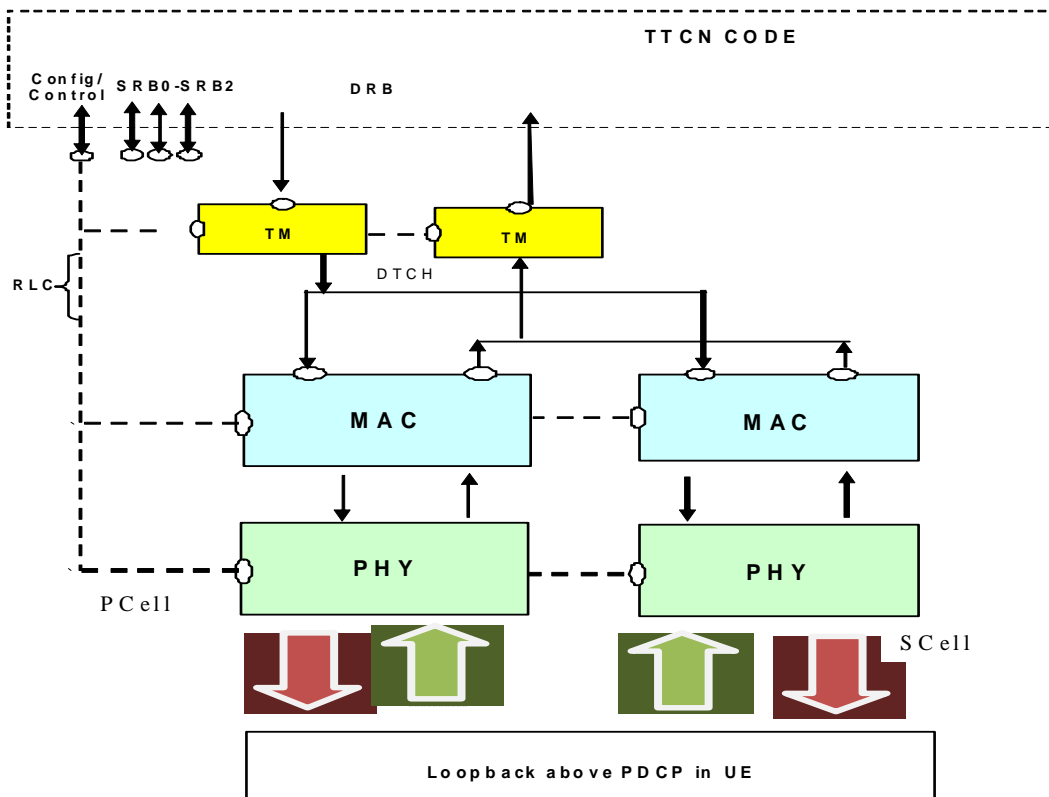 TTCN CODE
Config/
Control
SRB0-SRB2
DRB
TM
TM
DTCH
RLC
MAC
MAC
PHY
PHY
PCell
SCell
Loopback above PDCP in UE